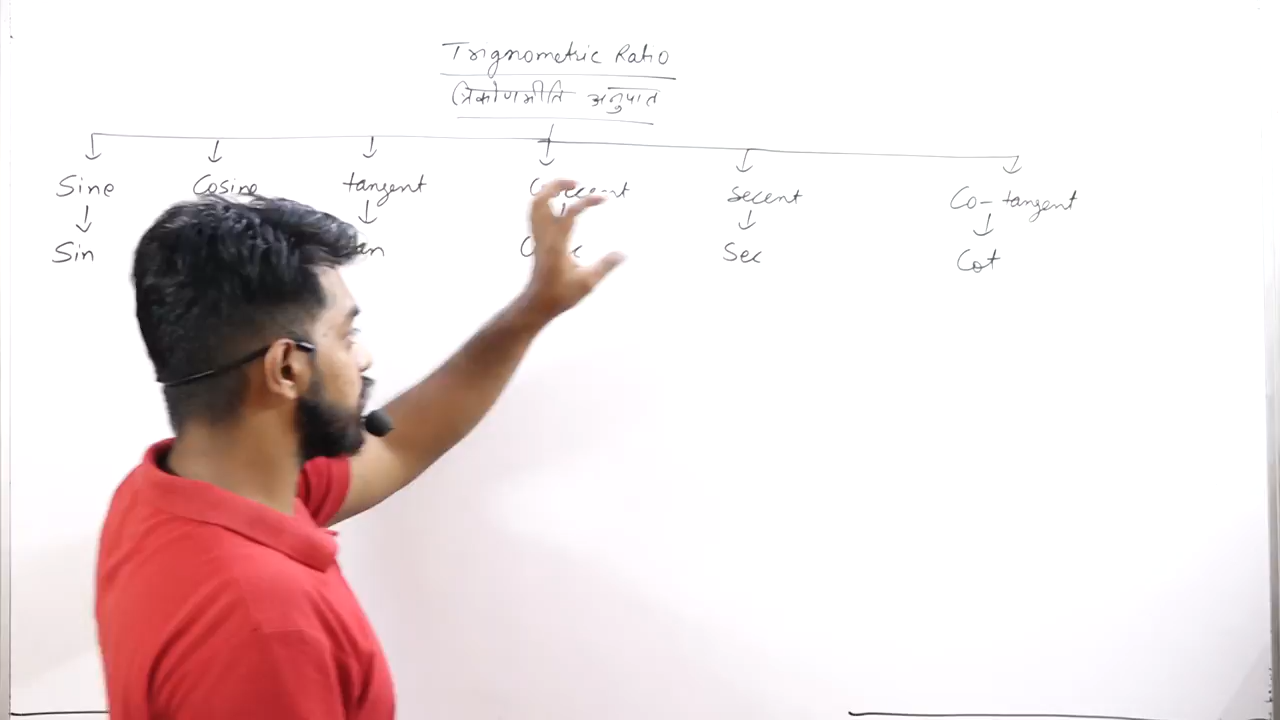 Trignometric Ratio
त्रिकोणमीति अनुपात
Sine Cosine tangent Secent Co-tangent
Sin Sec Cot